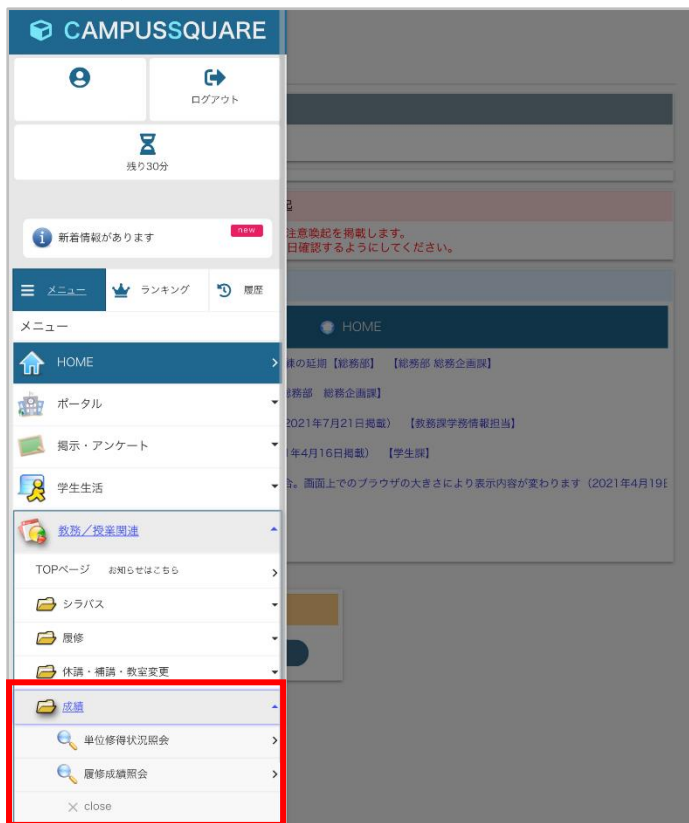 CAMPUSSQUARE
ログアウト
残り30分
新着情報があります
new
メニュー ランキング 履歴
メニュー
HOME
ポータル
掲示・アンケート
学生生活
教務／授業関連
TOPページ お知らせはこちら
シラバス
履修
休講・補講・教室変更
成績
単位修得状況照会
履修成績照会
× close
注意喚起を掲載します。
日確認するようにしてください。
HOME
の延期【総務部】 【総務部 総務企画課】
総務部 総務企画課】
2021年7月21日掲載） 【教務課学務情報担当】
年4月16日掲載） 【学生課】
。画面上でのブラウザの大きさにより表示内容が変わります（2021年4月19